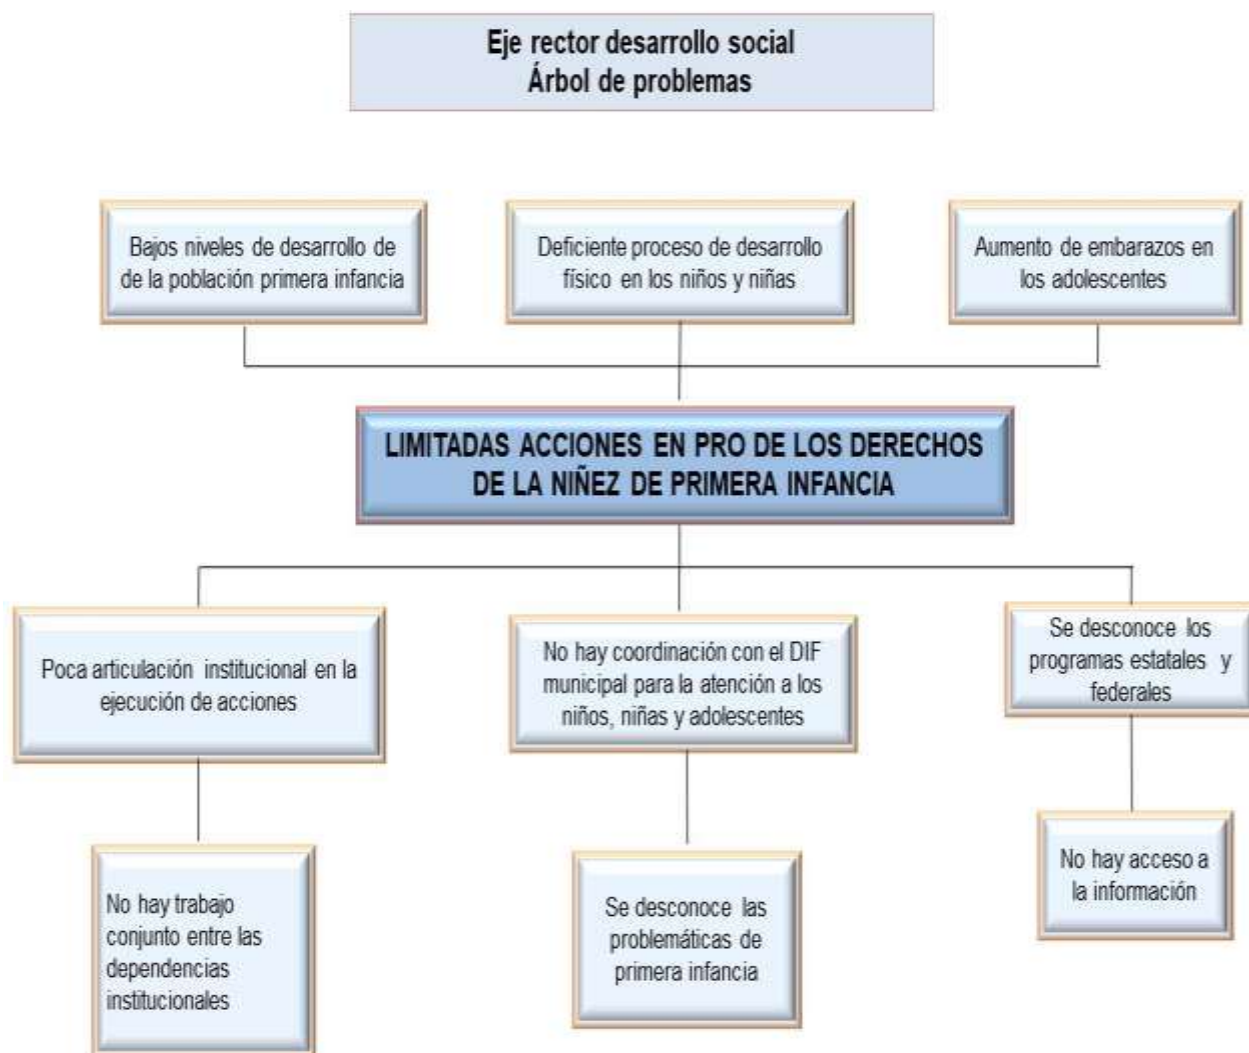 Eje rector desarrollo social
Árbol de problemas
Bajos niveles de desarrollo de
de la población primera infancia
Deficiente proceso de desarrollo
físico en los niños y niñas
Aumento de embarazos en
los adolescentes
LIMITADAS ACCIONES EN PRO DE LOS DERECHOS
DE LA NIÑEZ DE PRIMERA INFANCIA
Poca articulación institucional en la
ejecución de acciones
No hay coordinación con el DIF
municipal para la atención a los
niños, niñas y adolescentes
Se desconoce los
programas estatales y
federales
No hay trabajo
conjunto entre las
dependencias
institucionales
Se desconoce las
problemáticas de
primera infancia
No hay acceso a
la información